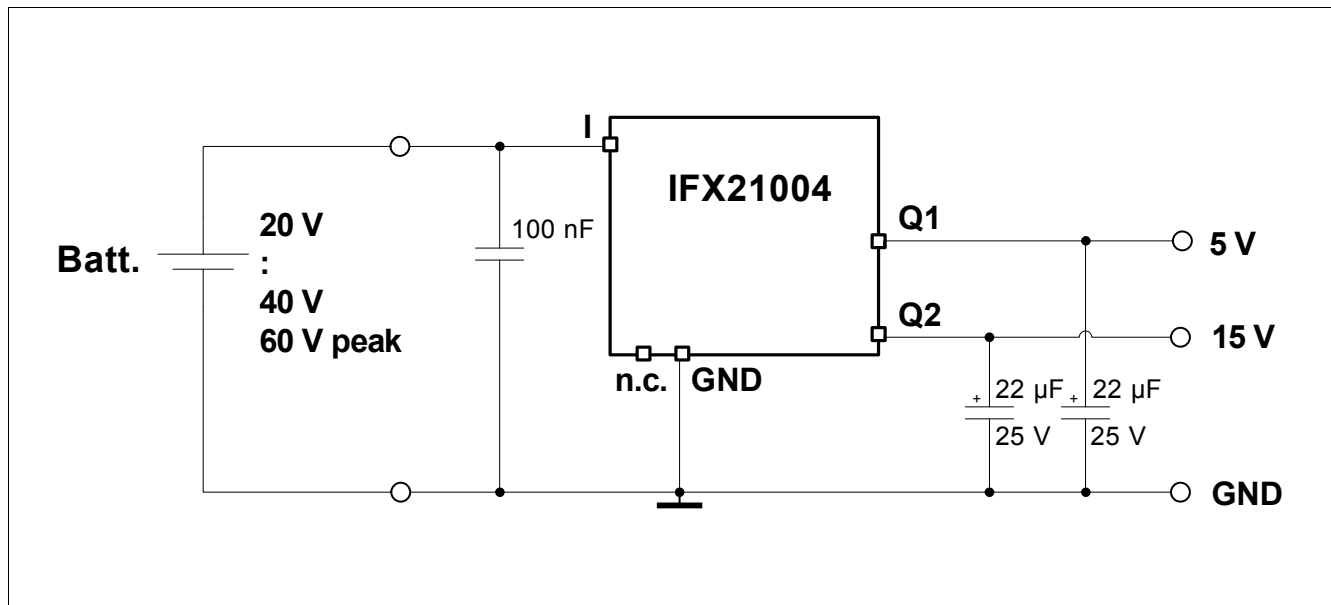 I
IFX21004
Batt.
20 V
:
40 V
60 V peak
100 nF
Q1
5 V
Q2
15 V
n.c.
GND
+
22 µF
25 V
+
22 µF
25 V
GND